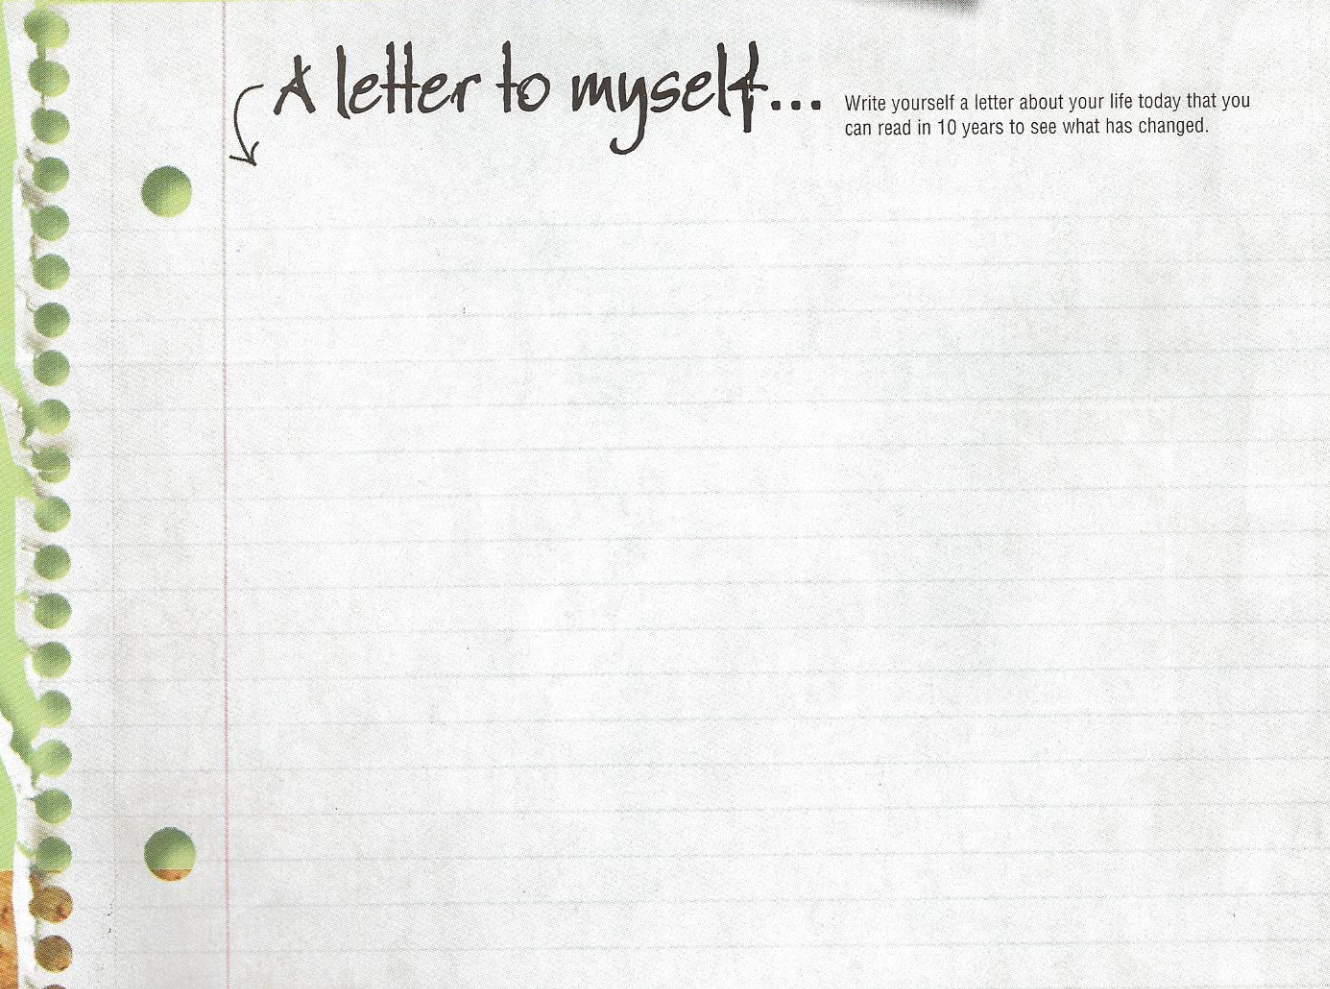 A letter to myself...
Write yourself a letter about your life today that you
can read in 10 years to see what has changed.